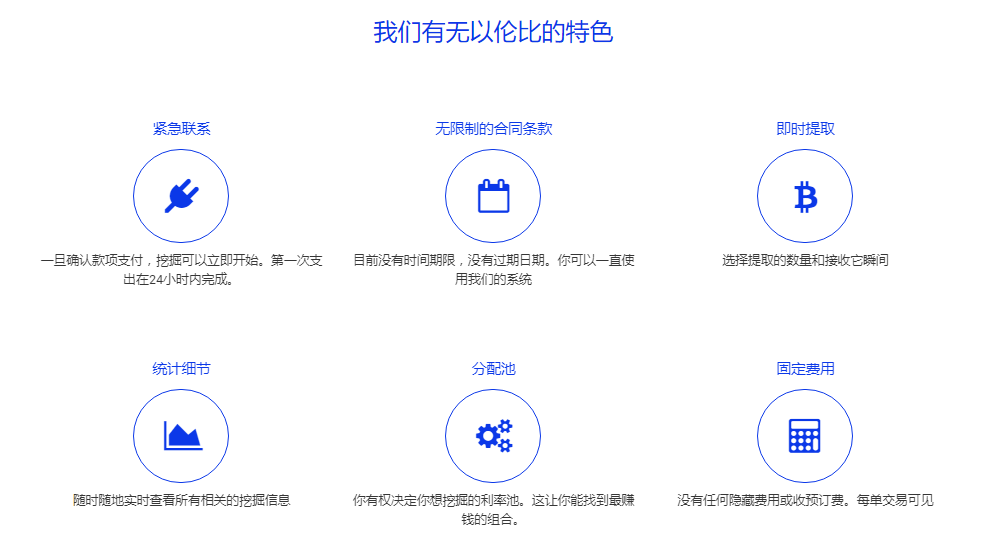 我们有无以伦比的特色
紧急联系
无限制的合同条款
即时提取
一旦确认款项支付，挖掘可以立即开始。第一次支
出在24小时内完成。
目前没有时间期限，没有过期日期。你可以一直使
用我们的系统
选择提取的数量和接收它瞬间
统计细节
分配池
固定费用
随时随地实时查看所有相关的挖掘信息
你有权决定你想挖掘的利率池。这让你能找到最赚
钱的组合。
没有任何隐藏费用或收预订费。每单交易可见